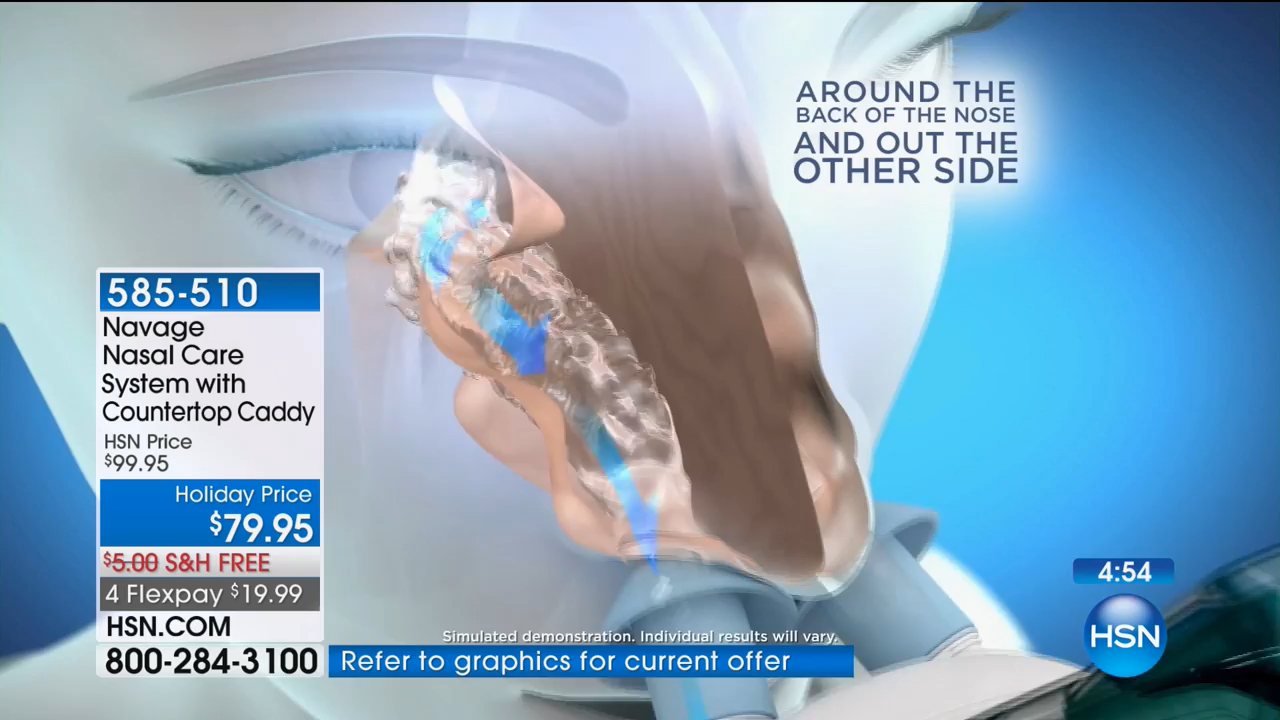 AROUND THE
BACK OF THE NOSE
AND OUT THE
OTHER SIDE
585-510
Navage
Nasal Care
System with
Countertop Caddy
HSN Price
$99.95
Holiday Price
$79.95
$5.00 S&H FREE
4 Flexpay $19.99
HSN.COM
800-284-3100
Simulated demonstration. Individual results will vary.
Refer to graphics for current offer
4:54
HSN